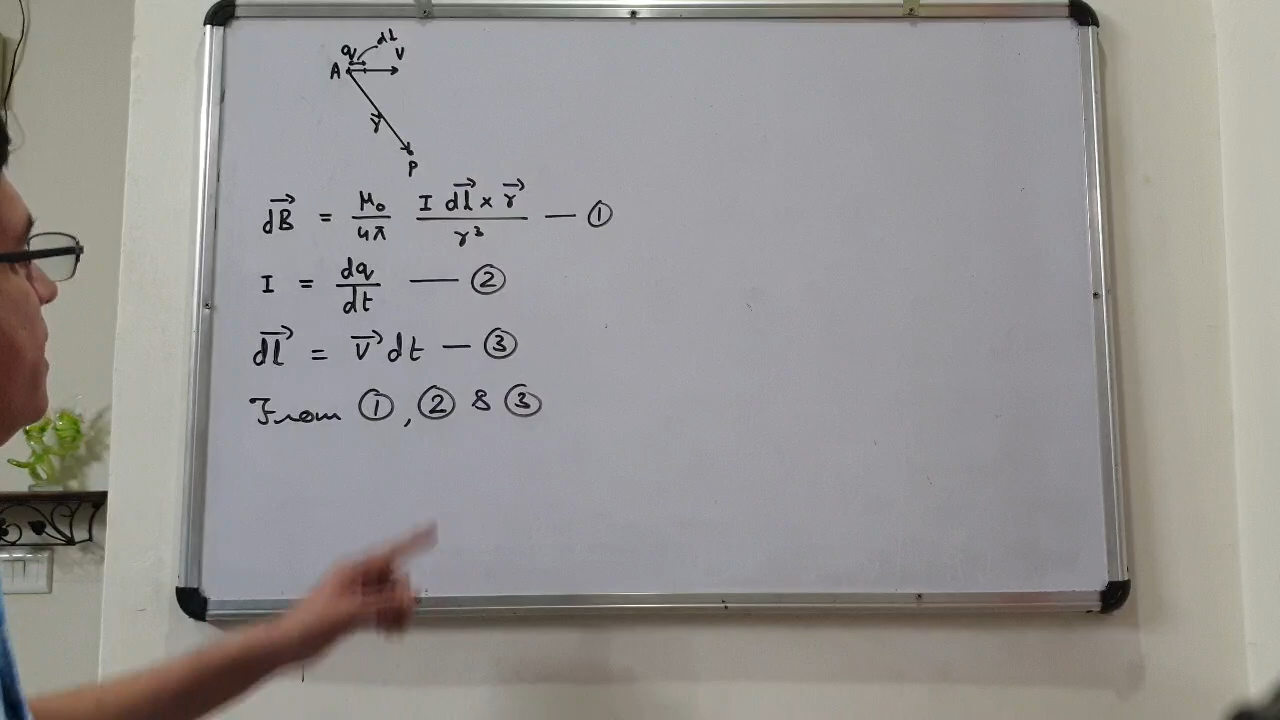 q dl v
A
r
P
dB⃗ = μ₀/4π I dl⃗ × r⃗ / r³ — ①
I = dq/dt — ②
dl⃗ = v⃗ dt — ③
From ①, ② & ③